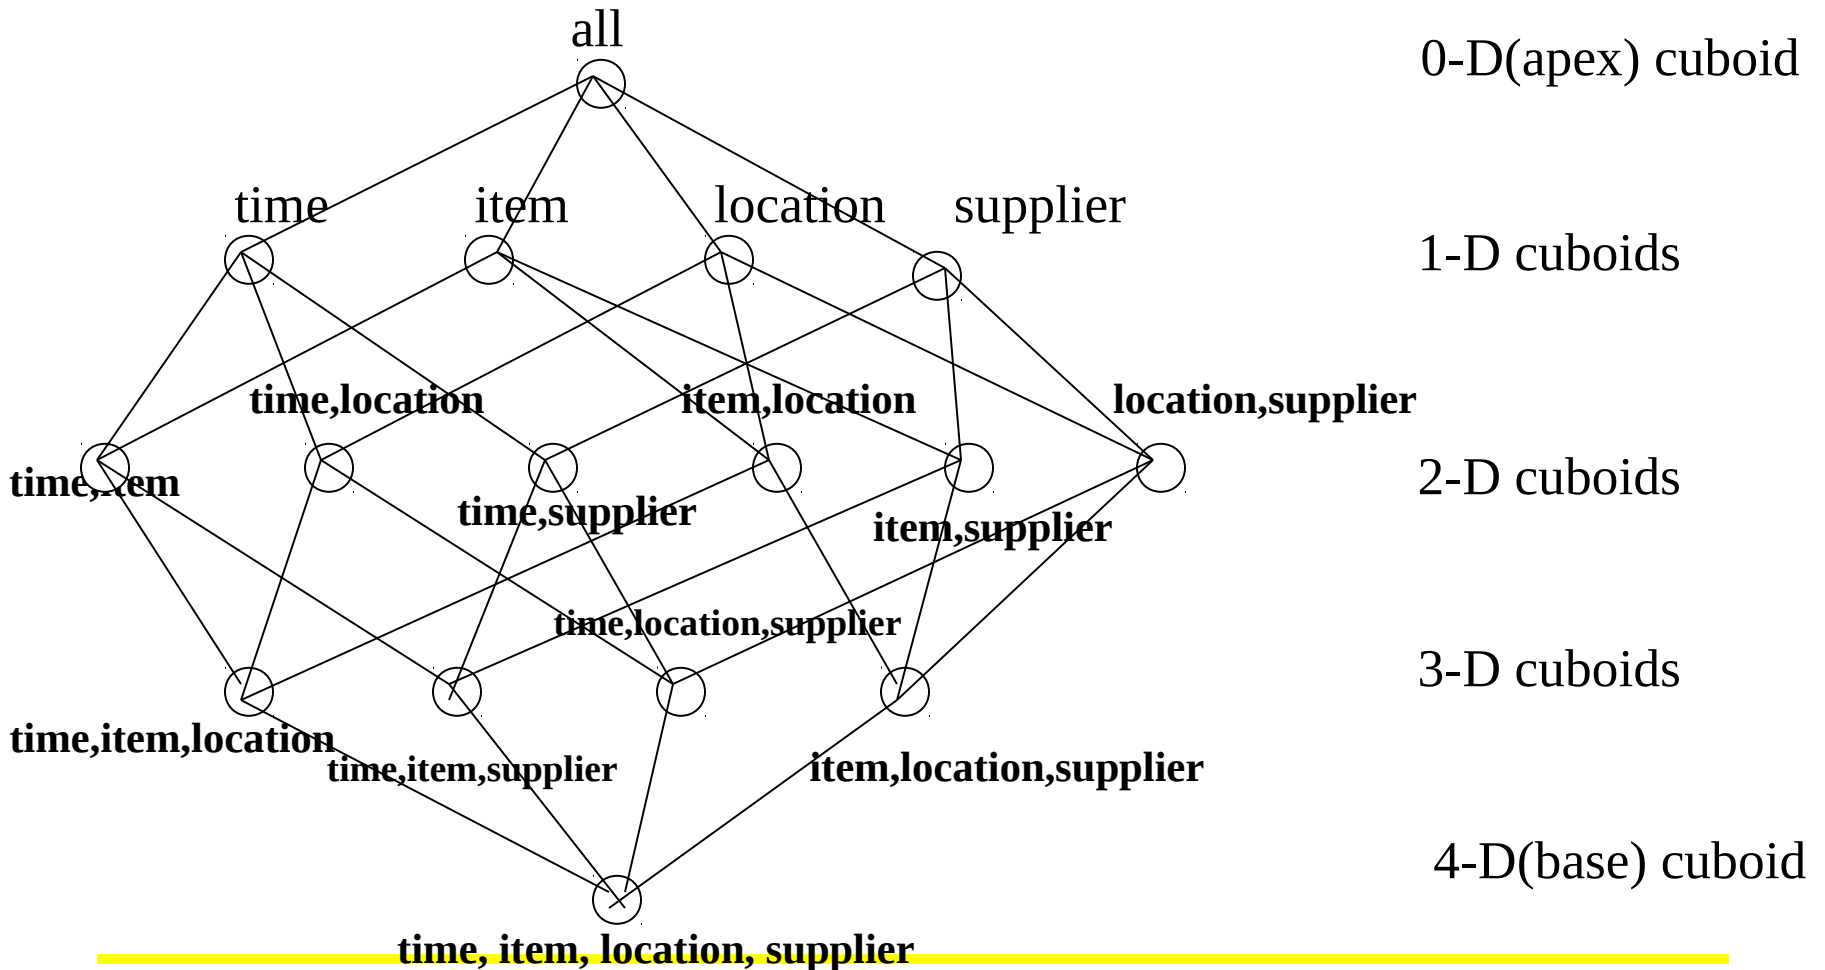 all
0-D(apex) cuboid
time
item
location
supplier
1-D cuboids
time,location
item,location
location,supplier
time,item
2-D cuboids
time,supplier
item,supplier
time,location,supplier
3-D cuboids
time,item,location
time,item,supplier
item,location,supplier
4-D(base) cuboid
time, item, location, supplier